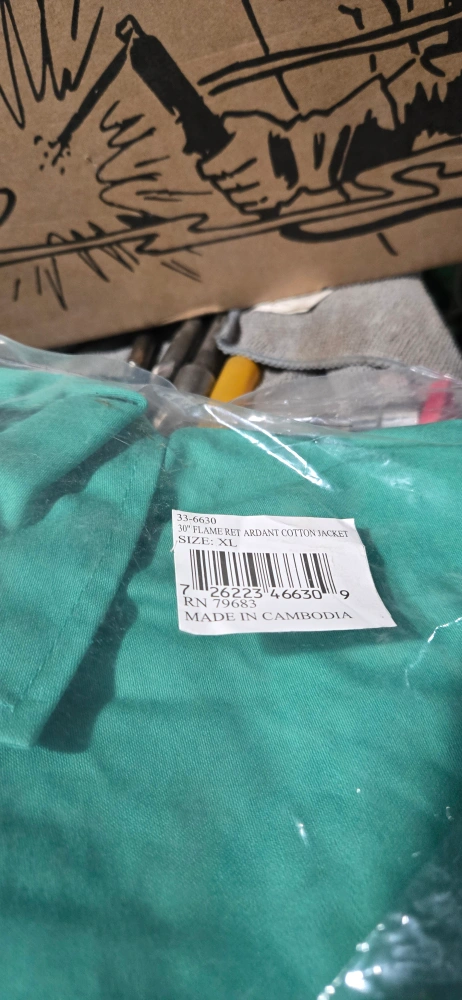 33-6630
30" FLAME RET ARDANT COTTON JACKET
SIZE: XL
7 26223 46630 9
RN 79683
MADE IN CAMBODIA